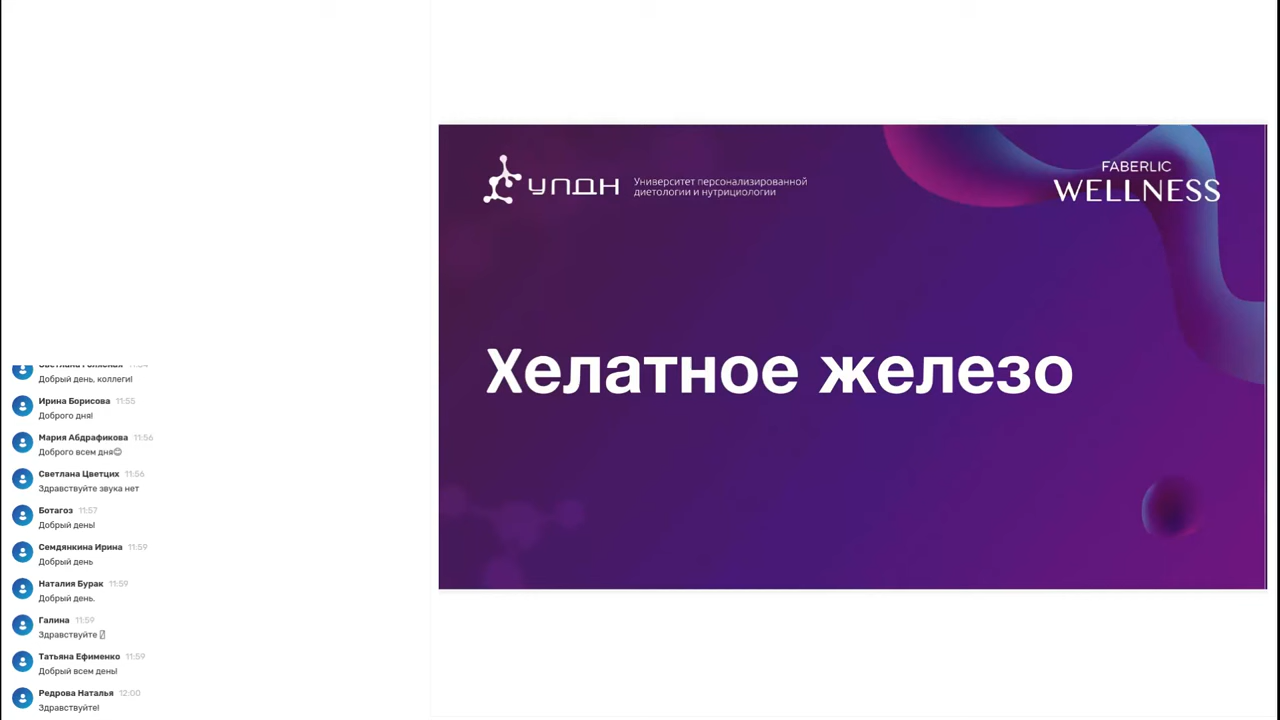 Добрый день, коллеги!
Ирина Борисова 11:55
Доброго дня!
Мария Абдрафикова 11:56
Доброго всем дня😊
Светлана Цветцих 11:56
Здравствуйте звука нет
Ботагоз 11:57
Добрый день!
Семдянкина Ирина 11:59
Добрый день
Наталия Бурак 11:59
Добрый день.
Галина 11:59
Здравствуйте
Татьяна Ефименко 11:59
Добрый всем день!
Редрова Наталья 12:00
Здравствуйте!
УПДН
Университет персонализированной
диетологии и нутрициологии
FABERLIC
WELLNESS
Хелатное железо